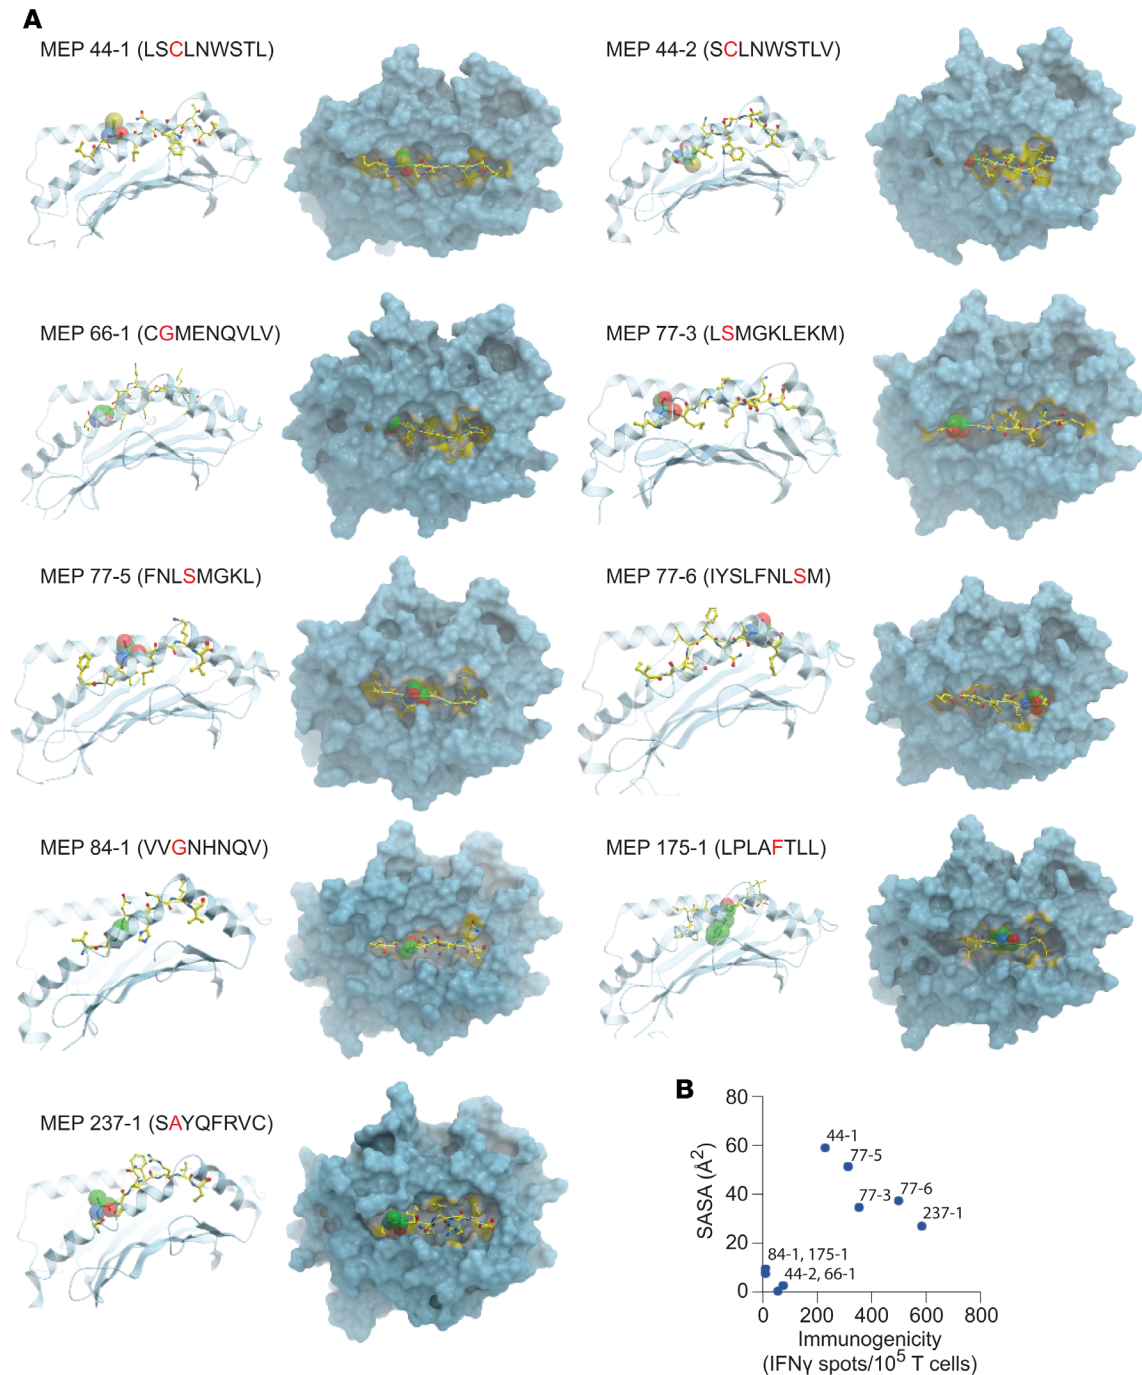 A
MEP 44-1 (LSCLNWSTL)
MEP 44-2 (SCLNWSTLV)
MEP 66-1 (CGMENQVLV)
MEP 77-3 (LSMGKLEKM)
MEP 77-5 (FNLSMGKL)
MEP 77-6 (IYSLFNLSM)
MEP 84-1 (VVGNHNQV)
MEP 175-1 (LPLAFTLL)
MEP 237-1 (SAYQFRVC)
B
80
60
40
20
0
SASA (Å²)
44-1
77-5
77-3
77-6
237-1
84-1, 175-1
44-2, 66-1
0 200 400 600 800
Immunogenicity
(IFNγ spots/10⁵ T cells)